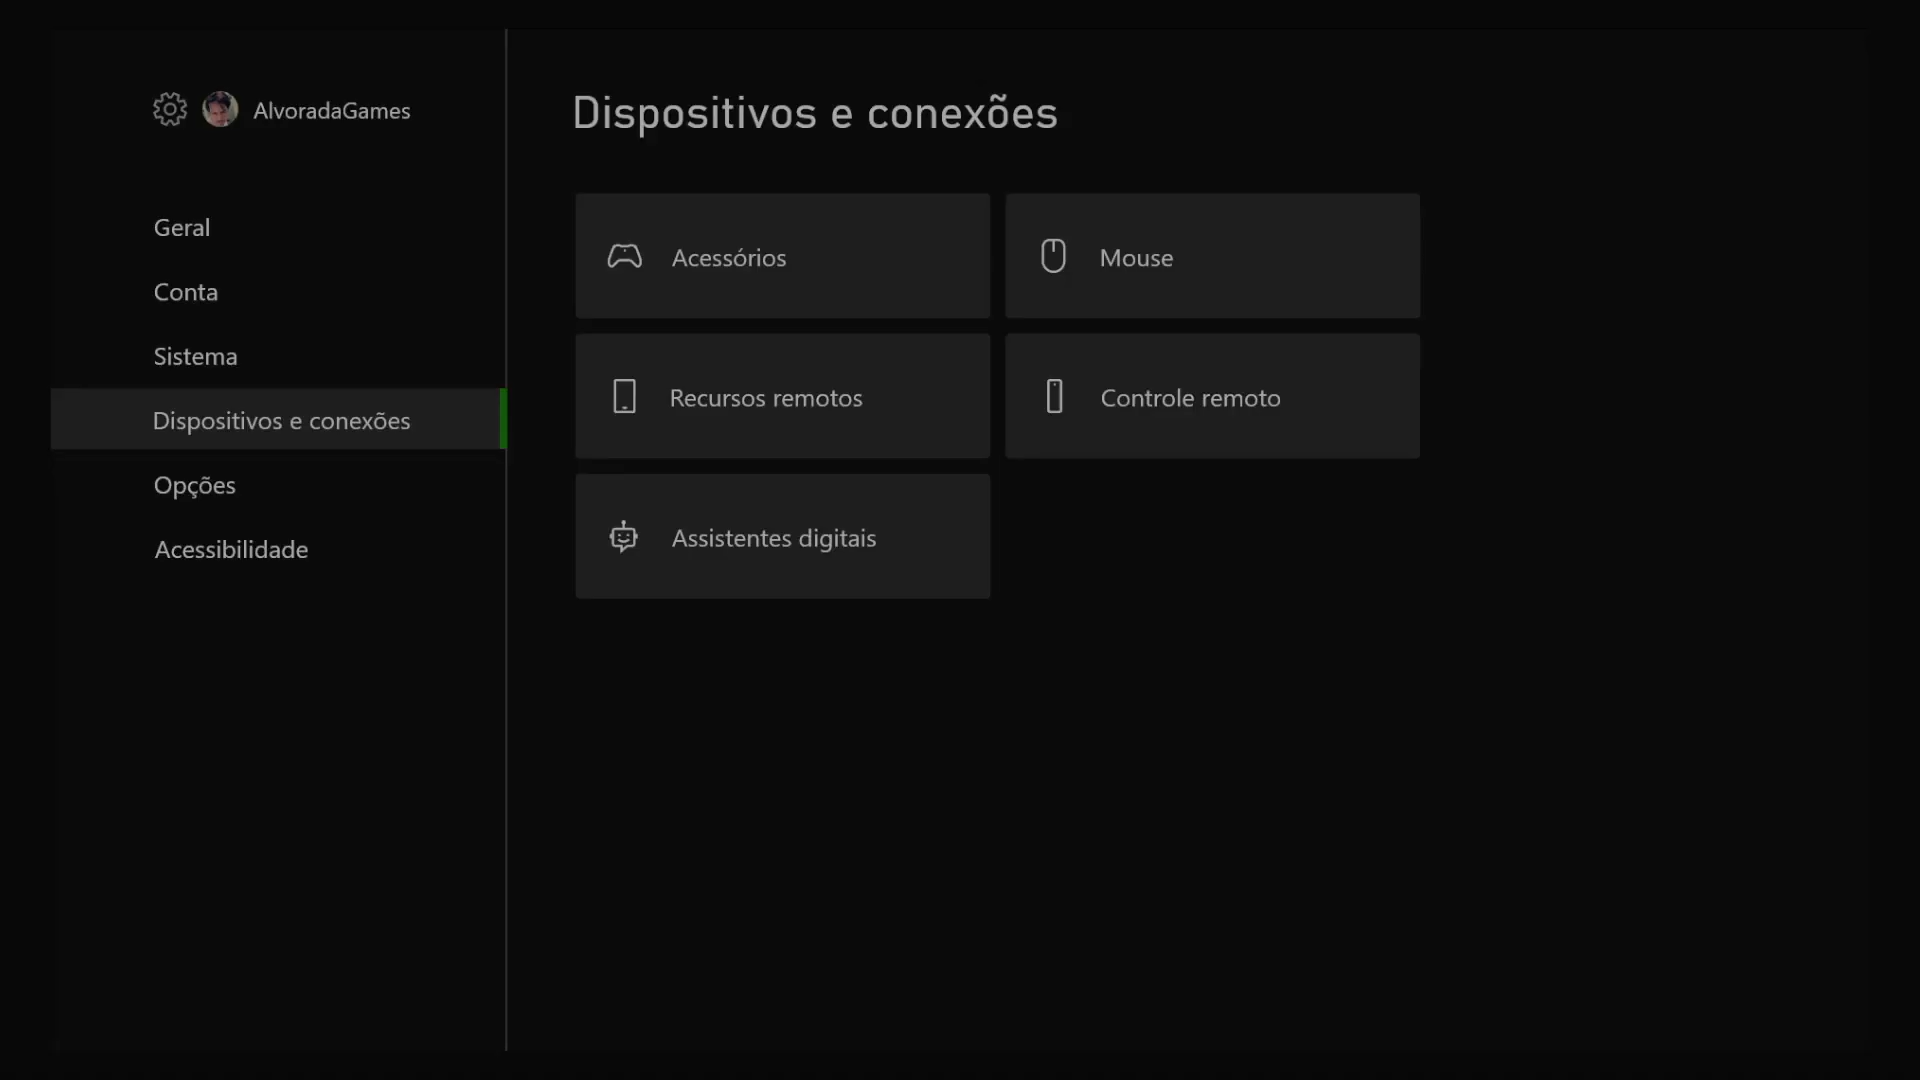 AlvoradaGames
Geral
Conta
Sistema
Dispositivos e conexões
Opções
Acessibilidade
Dispositivos e conexões
Acessórios
Mouse
Recursos remotos
Controle remoto
Assistentes digitais